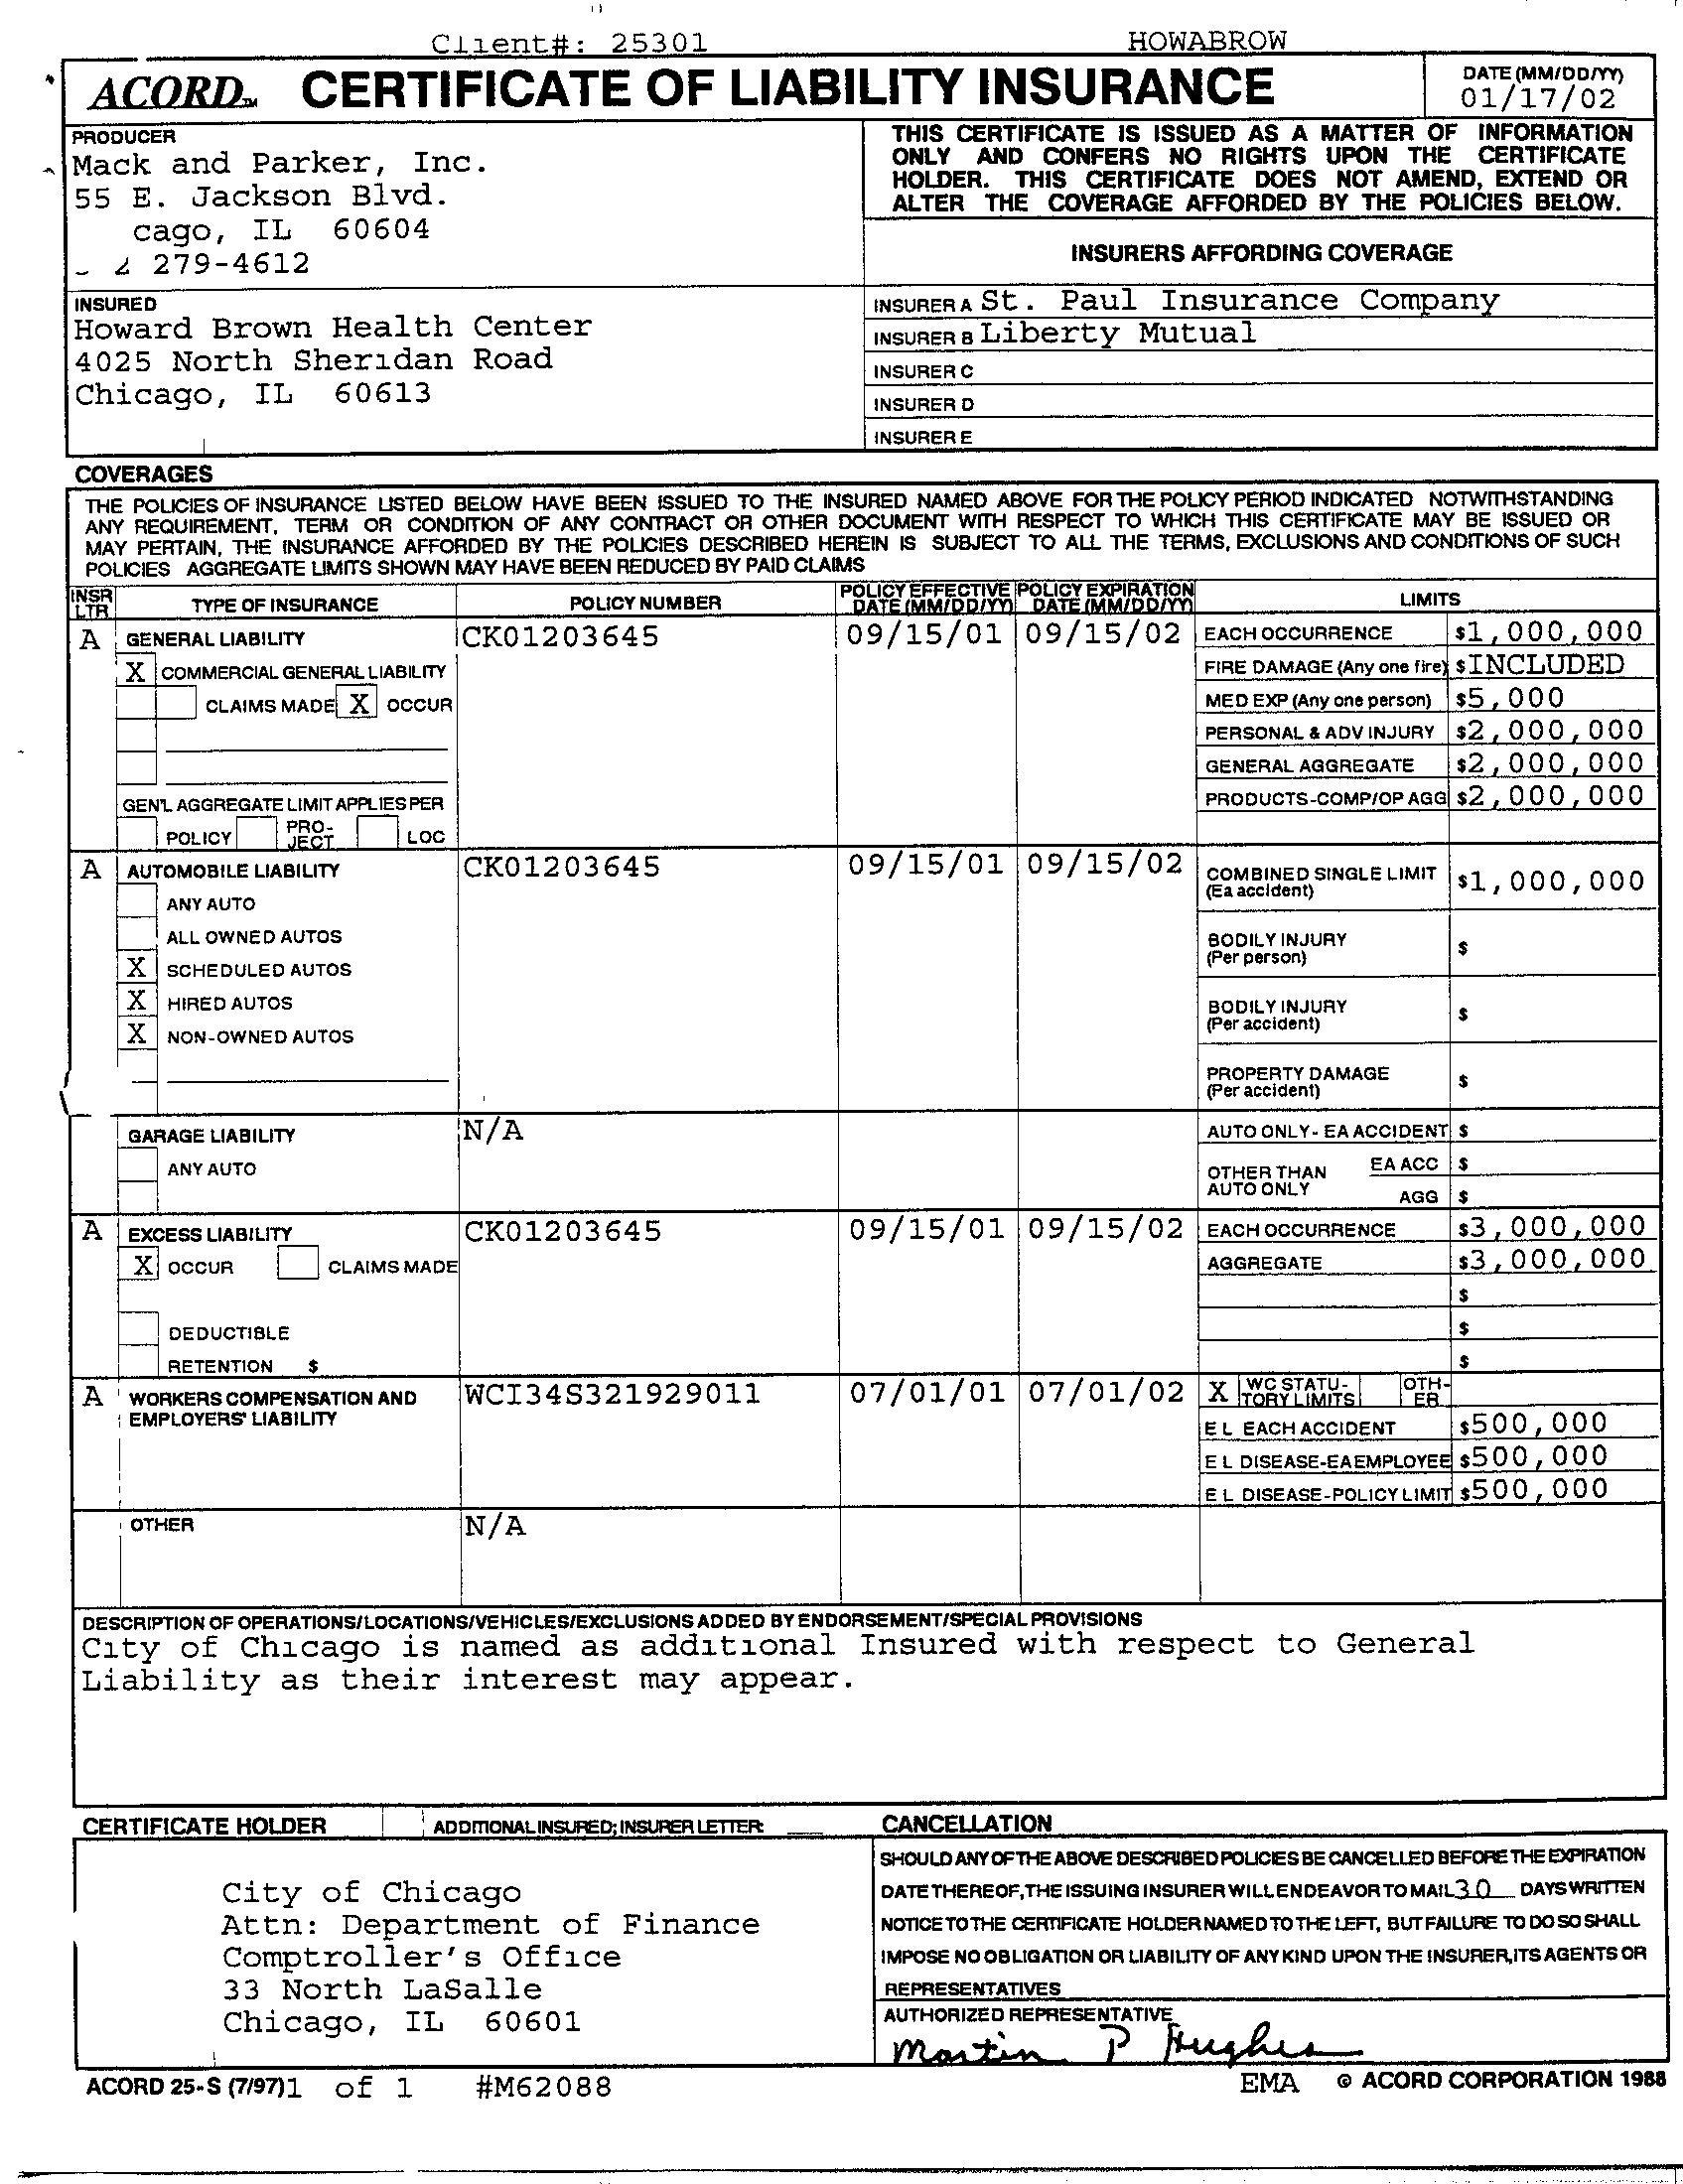 Client#: 25301 HOWABROW
ACORD™ CERTIFICATE OF LIABILITY INSURANCE
DATE (MM/DD/YY)
01/17/02
PRODUCER
Mack and Parker, Inc.
55 E. Jackson Blvd.
cago, IL 60604
2 279-4612
THIS CERTIFICATE IS ISSUED AS A MATTER OF INFORMATION
ONLY AND CONFERS NO RIGHTS UPON THE CERTIFICATE
HOLDER. THIS CERTIFICATE DOES NOT AMEND, EXTEND OR
ALTER THE COVERAGE AFFORDED BY THE POLICIES BELOW.
INSURERS AFFORDING COVERAGE
INSURED
Howard Brown Health Center
4025 North Sheridan Road
Chicago, IL 60613
INSURER A St. Paul Insurance Company
INSURER B Liberty Mutual
INSURER C
INSURER D
INSURER E
COVERAGES
THE POLICIES OF INSURANCE LISTED BELOW HAVE BEEN ISSUED TO THE INSURED NAMED ABOVE FOR THE POLICY PERIOD INDICATED NOTWITHSTANDING
ANY REQUIREMENT, TERM OR CONDITION OF ANY CONTRACT OR OTHER DOCUMENT WITH RESPECT TO WHICH THIS CERTIFICATE MAY BE ISSUED OR
MAY PERTAIN, THE INSURANCE AFFORDED BY THE POLICIES DESCRIBED HEREIN IS SUBJECT TO ALL THE TERMS, EXCLUSIONS AND CONDITIONS OF SUCH
POLICIES AGGREGATE LIMITS SHOWN MAY HAVE BEEN REDUCED BY PAID CLAIMS
INSR LTR TYPE OF INSURANCE POLICY NUMBER POLICY EFFECTIVE DATE (MM/DD/YY) POLICY EXPIRATION DATE (MM/DD/YY) LIMITS
A GENERAL LIABILITY CK01203645 09/15/01 09/15/02 EACH OCCURRENCE $1,000,000
X COMMERCIAL GENERAL LIABILITY FIRE DAMAGE (Any one fire) $INCLUDED
CLAIMS MADE X OCCUR MED EXP (Any one person) $5,000
PERSONAL & ADV INJURY $2,000,000
GENERAL AGGREGATE $2,000,000
GEN'L AGGREGATE LIMIT APPLIES PER PRODUCTS-COMP/OP AGG $2,000,000
POLICY PRO-JECT LOC
A AUTOMOBILE LIABILITY CK01203645 09/15/01 09/15/02 COMBINED SINGLE LIMIT (Ea accident) $1,000,000
ANY AUTO
ALL OWNED AUTOS BODILY INJURY (Per person) $
X SCHEDULED AUTOS
X HIRED AUTOS BODILY INJURY (Per accident) $
X NON-OWNED AUTOS
PROPERTY DAMAGE (Per accident) $
GARAGE LIABILITY N/A AUTO ONLY - EA ACCIDENT $
ANY AUTO OTHER THAN AUTO ONLY EA ACC $
AGG $
A EXCESS LIABILITY CK01203645 09/15/01 09/15/02 EACH OCCURRENCE $3,000,000
X OCCUR CLAIMS MADE AGGREGATE $3,000,000
$
DEDUCTIBLE $
RETENTION $ $
A WORKERS COMPENSATION AND WCI34S321929011 07/01/01 07/01/02 X WC STATU-TORY LIMITS OTH-ER
EMPLOYERS' LIABILITY E L EACH ACCIDENT $500,000
E L DISEASE-EA EMPLOYEE $500,000
E L DISEASE-POLICY LIMIT $500,000
OTHER N/A
DESCRIPTION OF OPERATIONS/LOCATIONS/VEHICLES/EXCLUSIONS ADDED BY ENDORSEMENT/SPECIAL PROVISIONS
City of Chicago is named as additional Insured with respect to General
Liability as their interest may appear.
CERTIFICATE HOLDER ADDITIONAL INSURED; INSURER LETTER:
City of Chicago
Attn: Department of Finance
Comptroller's Office
33 North LaSalle
Chicago, IL 60601
CANCELLATION
SHOULD ANY OF THE ABOVE DESCRIBED POLICIES BE CANCELLED BEFORE THE EXPIRATION
DATE THEREOF, THE ISSUING INSURER WILL ENDEAVOR TO MAIL 30 DAYS WRITTEN
NOTICE TO THE CERTIFICATE HOLDER NAMED TO THE LEFT, BUT FAILURE TO DO SO SHALL
IMPOSE NO OBLIGATION OR LIABILITY OF ANY KIND UPON THE INSURER, ITS AGENTS OR
REPRESENTATIVES
AUTHORIZED REPRESENTATIVE
Martin P Hughes
ACORD 25-S (7/97) 1 of 1 #M62088 EMA © ACORD CORPORATION 1988